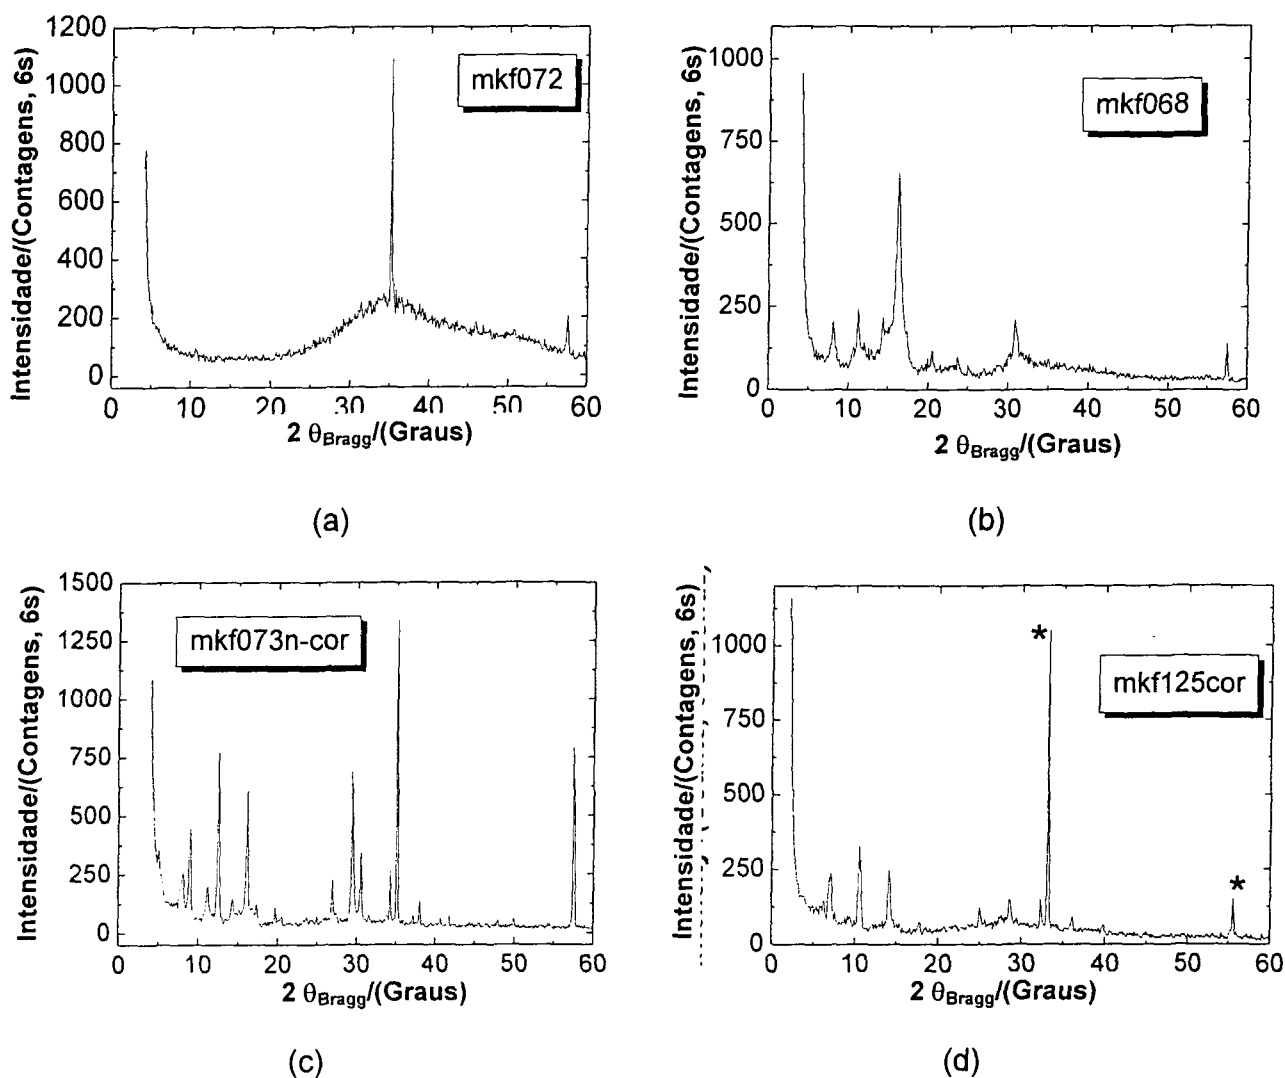 Intensidade/(Contagens, 6s)
1200
1000
800
600
400
200
0
mkf072
0 10 20 30 40 50 60
2 θBragg/(Graus)
(a)
Intensidade/(Contagens, 6s)
1000
750
500
250
0
mkf068
0 10 20 30 40 50 60
2 θBragg/(Graus)
(b)
Intensidade/(Contagens, 6s)
1500
1250
1000
750
500
250
0
mkf073n-cor
0 10 20 30 40 50 60
2 θBragg/(Graus)
(c)
Intensidade/(Contagens, 6s)
1000
750
500
250
0
*
*
mkf125cor
0 10 20 30 40 50 60
2 θBragg/(Graus)
(d)